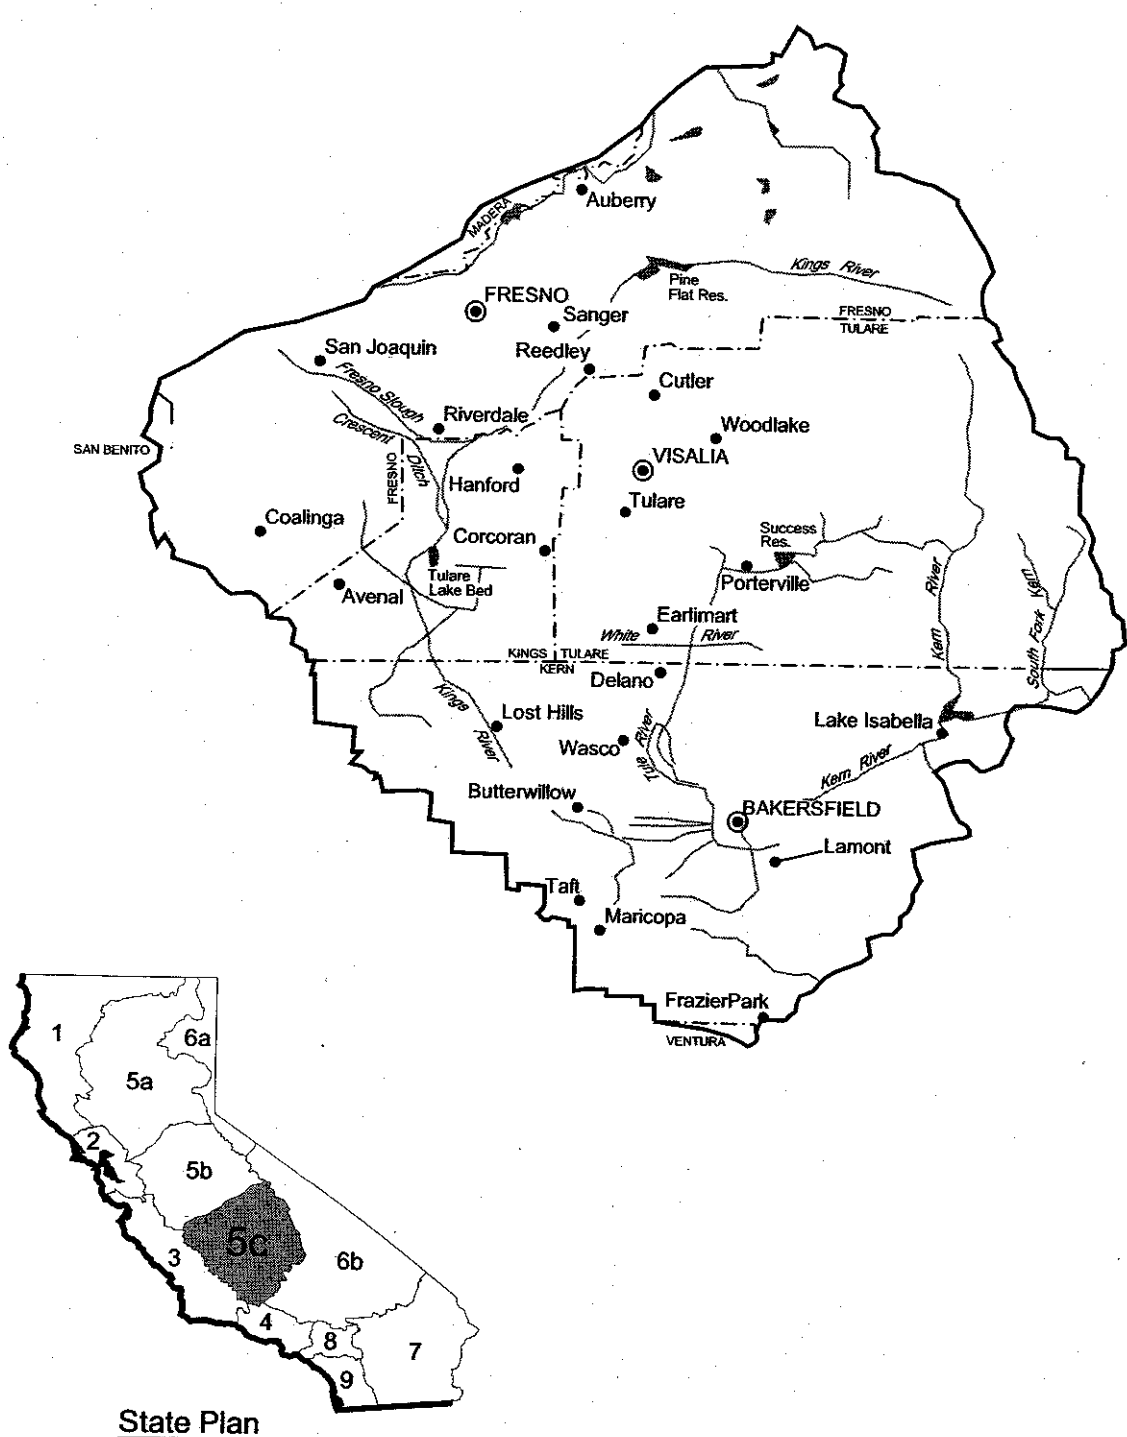 Auberry
MADERA
Kings River
Pine
Flat Res.
FRESNO
Sanger
FRESNO
TULARE
San Joaquin
Reedley
Fresno Slough
Cutler
Riverdale
Crescent
Ditch
Woodlake
SAN BENITO
VISALIA
FRESNO
Hanford
Tulare
Coalinga
Corcoran
Success
Res.
Tulare
Lake Bed
Avenal
Porterville
Kern River
South Fork Kern
Earlimart
White River
KINGS TULARE
KERN
Delano
Kings River
Lost Hills
Wasco
Tule River
Lake Isabella
Kern River
Butterwillow
BAKERSFIELD
Lamont
Taft
Maricopa
FrazierPark
VENTURA
1
6a
5a
2
5b
5c
3
6b
4
8
7
9
State Plan